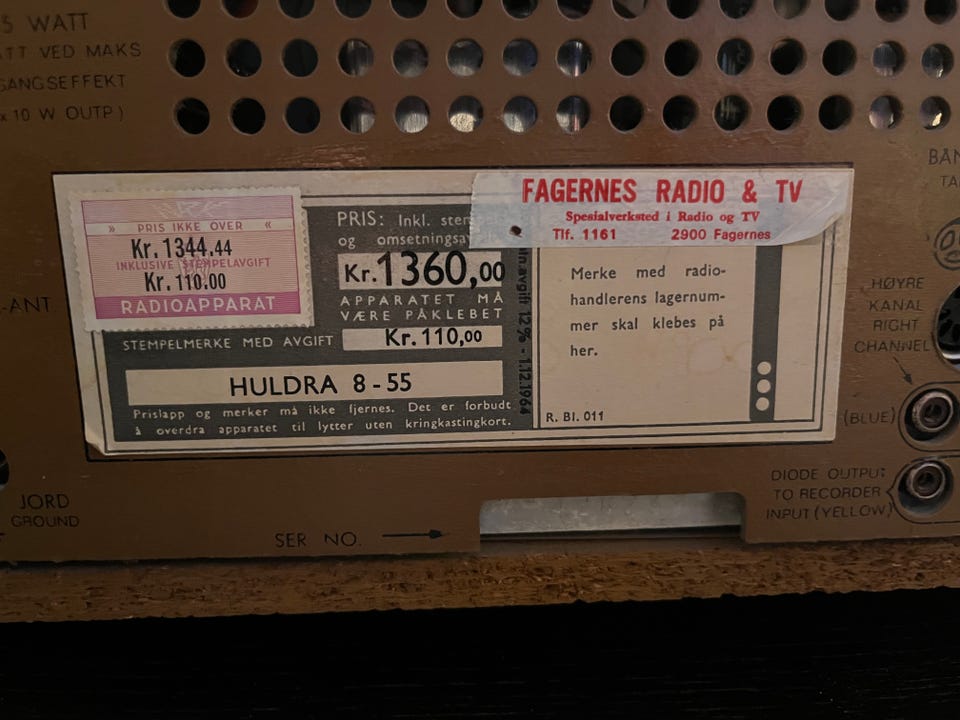 5 WATT
TT VED MAKS
GANGSEFFEKT
x 10 W OUTP)
» PRIS IKKE OVER «
Kr. 1344.44
INKLUSIVE STEMPELAVGIFT
Kr. 110.00
RADIOAPPARAT
PRIS: Inkl.
og
Kr. 1360,00
APPARATET MÅ
VÆRE PÅKLEBET
STEMPELMERKE MED AVGIFT Kr. 110,00
HULDRA 8-55
Prislapp og merker må ikke fjernes. Det er forbudt
å overdra apparatet til lytter uten kringkastingkort.
avgift 12% - 1.12.1964
FAGERNES RADIO & TV
Spesialverksted i Radio og TV
Tlf. 1161 2900 Fagernes
Merke med radio-
handlerens lagernum-
mer skal klebes på
her.
R. Bl. 011
BÅN
TA
-ANT
HØYRE
KANAL
RIGHT
CHANNEL
(BLUE)
DIODE OUTPUT
TO RECORDER
INPUT (YELLOW)
JORD
GROUND
SER NO.